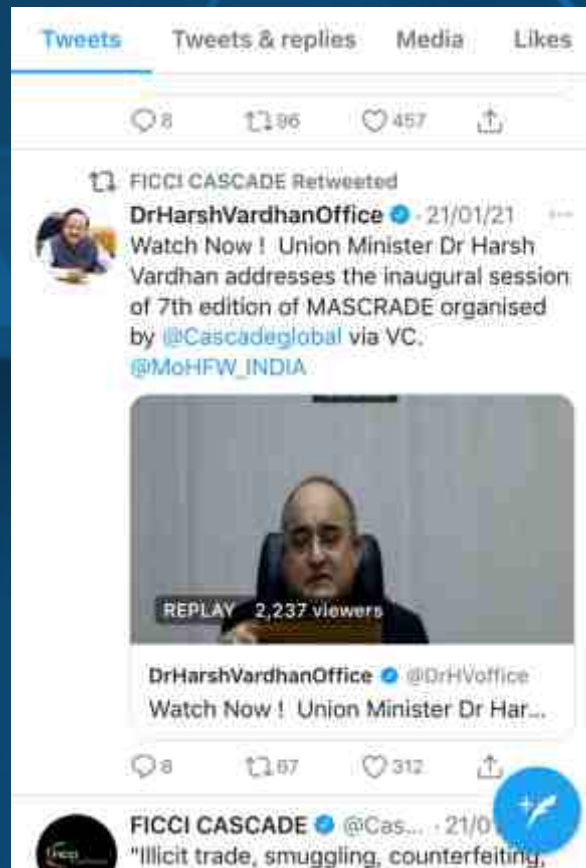 Tweets Tweets & replies Media Likes
8 96 457
FICCI CASCADE Retweeted
DrHarshVardhanOffice · 21/01/21 ...
Watch Now ! Union Minister Dr Harsh
Vardhan addresses the inaugural session
of 7th edition of MASCRADE organised
by @Cascadeglobal via VC.
@MoHFW_INDIA
REPLAY 2,237 viewers
DrHarshVardhanOffice @DrHVoffice
Watch Now ! Union Minister Dr Har...
8 67 312
FICCI CASCADE @Cas... · 21/0
"Illicit trade, smuggling, counterfeiting,